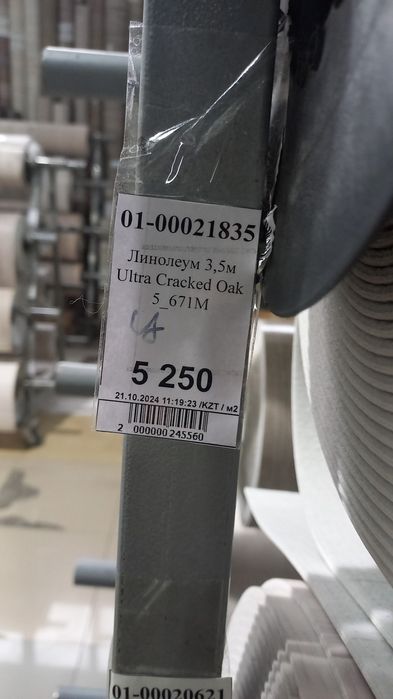 01-00021835
Линолеум 3,5м
Ultra Cracked Oak
5_671M
5 250
21.10.2024 11:19:23 /KZT / м2
2 000000 245560
01-00020621